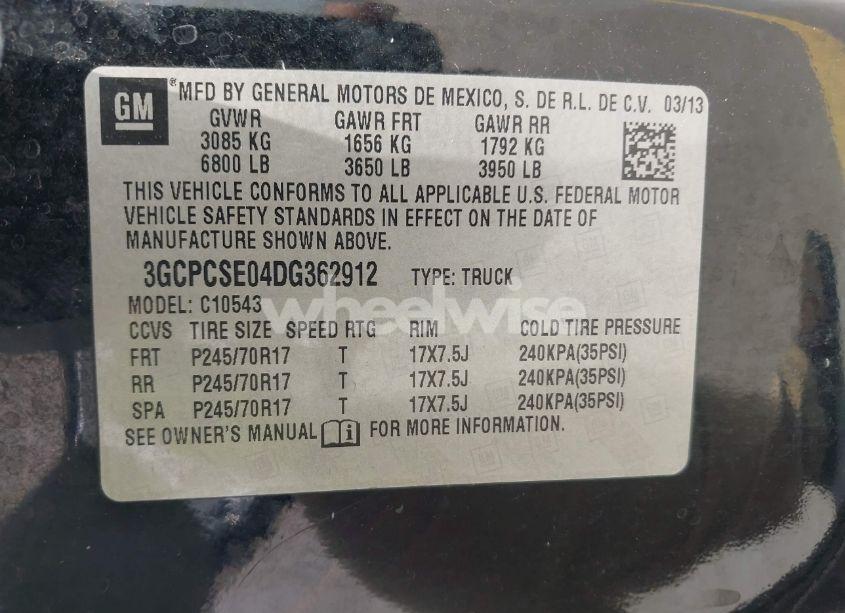 GM ® MFD BY GENERAL MOTORS DE MEXICO, S. DE R.L. DE C.V. 03/13
GVWR GAWR FRT GAWR RR
3085 KG 1656 KG 1792 KG
6800 LB 3650 LB 3950 LB
THIS VEHICLE CONFORMS TO ALL APPLICABLE U.S. FEDERAL MOTOR
VEHICLE SAFETY STANDARDS IN EFFECT ON THE DATE OF
MANUFACTURE SHOWN ABOVE.
3GCPCSE04DG362912 TYPE: TRUCK
MODEL: C10543
wheelwise
CCVS TIRE SIZE SPEED RTG RIM COLD TIRE PRESSURE
FRT P245/70R17 T 17X7.5J 240KPA(35PSI)
RR P245/70R17 T 17X7.5J 240KPA(35PSI)
SPA P245/70R17 T 17X7.5J 240KPA(35PSI)
SEE OWNER'S MANUAL i FOR MORE INFORMATION.